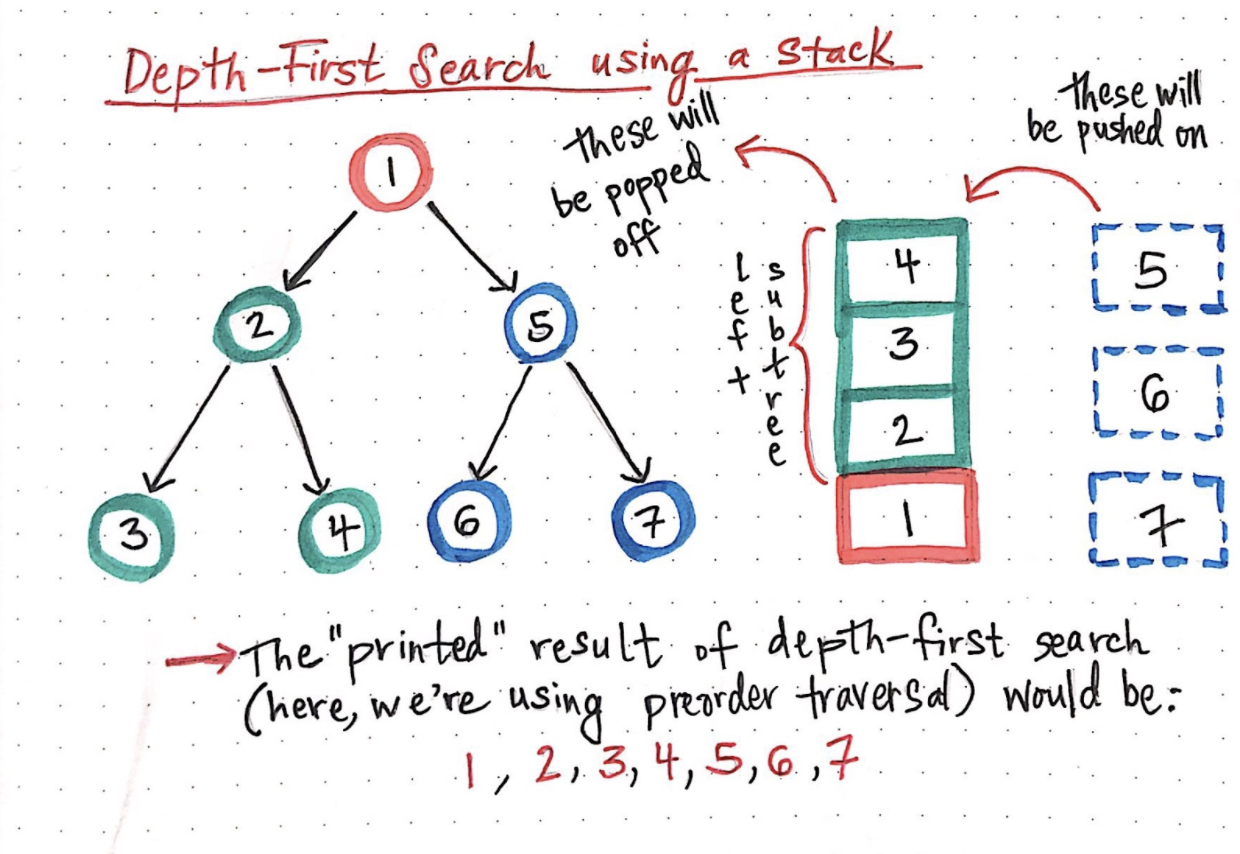 Depth-First Search using a Stack
these will
be popped
off
these will
be pushed on
1
2
5
3
4
6
7
left
subtree
4
3
2
1
5
6
7
→ The "printed" result of depth-first search
(here, we're using preorder traversal) would be:
1, 2, 3, 4, 5, 6, 7